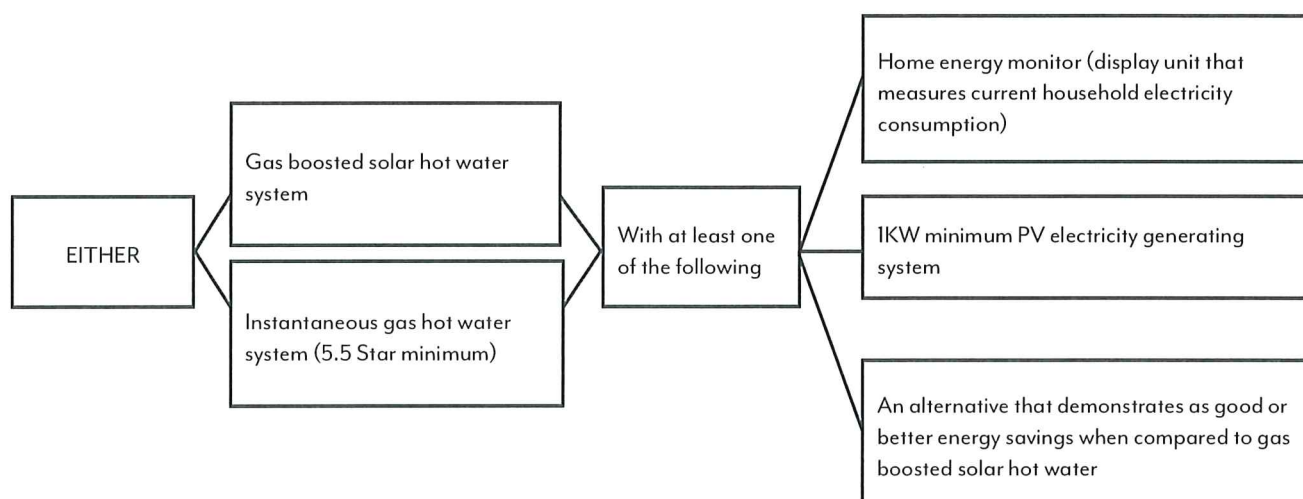 EITHER
Gas boosted solar hot water
system
Instantaneous gas hot water
system (5.5 Star minimum)
With at least one
of the following
Home energy monitor (display unit that
measures current household electricity
consumption)
1KW minimum PV electricity generating
system
An alternative that demonstrates as good or
better energy savings when compared to gas
boosted solar hot water